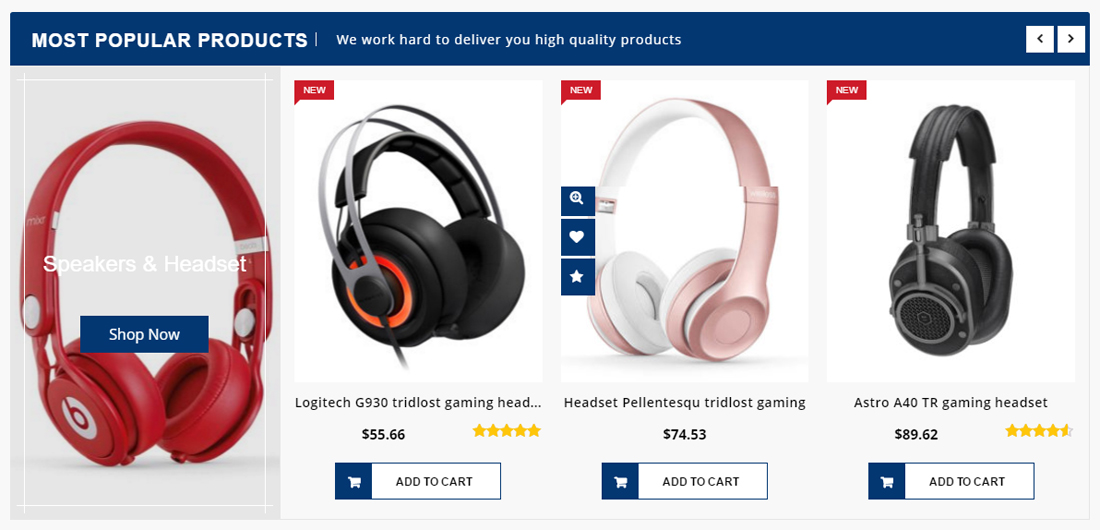 MOST POPULAR PRODUCTS | We work hard to deliver you high quality products
mixr
Speakers & Headset
Shop Now
b
NEW
Logitech G930 tridlost gaming head...
$55.66
ADD TO CART
NEW
Headset Pellentesqu tridlost gaming
$74.53
ADD TO CART
NEW
Astro A40 TR gaming headset
$89.62
ADD TO CART